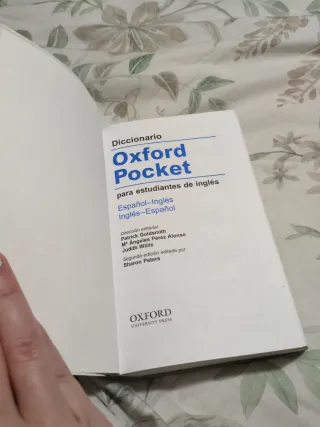 Diccionario
Oxford
Pocket
para estudiantes de inglés
Español–Inglés
Inglés–Español
Dirección editorial
Patrick Goldsmith
Mª Ángeles Pérez Alonso
Judith Willis
Segunda edición editada por
Sharon Peters
OXFORD
UNIVERSITY PRESS